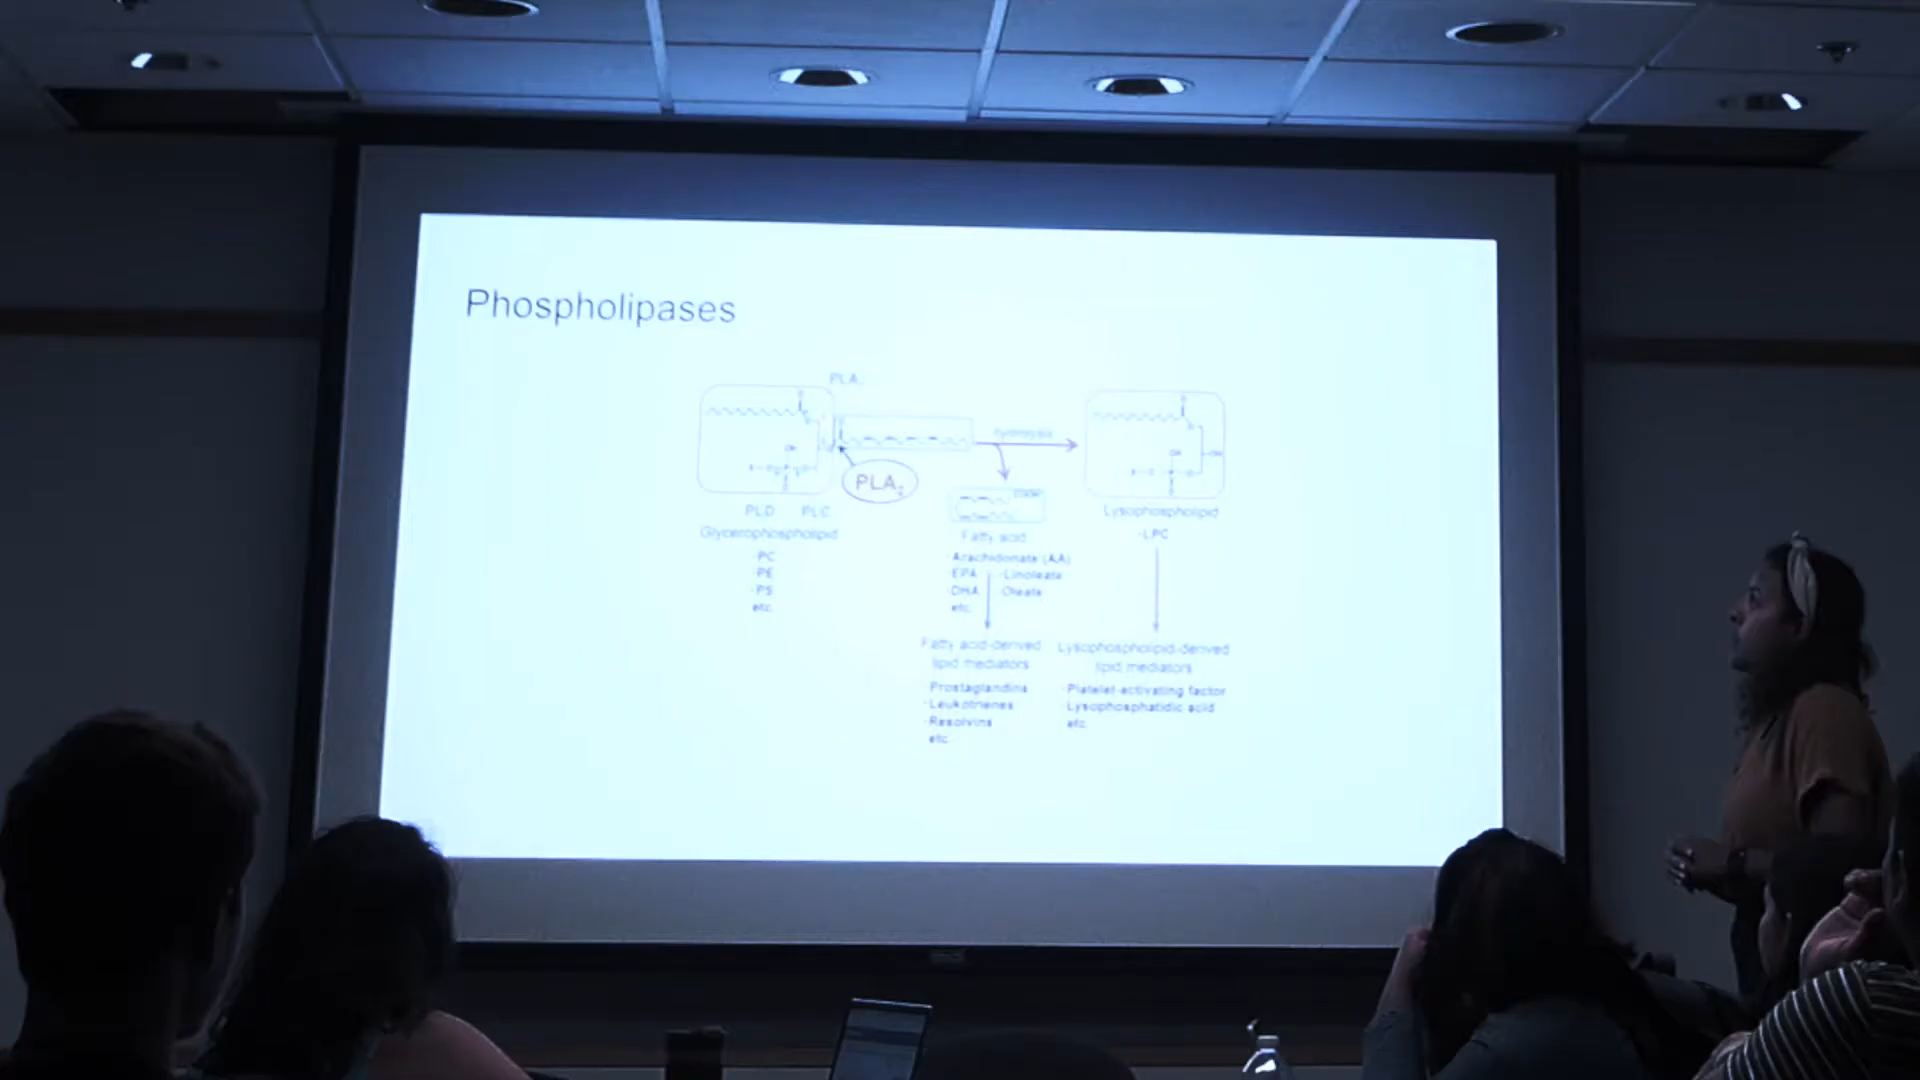 Phospholipases
PLA₁
hydrolysis
PLA₂
COOH
PLD PLC
Glycerophospholipid
·PC
·PE
·PS
etc.
Fatty acid
·Arachidonate (AA)
·EPA ·Linoleate
·DHA ·Oleate
etc.
Lysophospholipid
·LPC
Fatty acid-derived
lipid mediators
·Prostaglandins
·Leukotrienes
·Resolvins
etc.
Lysophospholipid-derived
lipid mediators
·Platelet-activating factor
·Lysophosphatidic acid
etc.